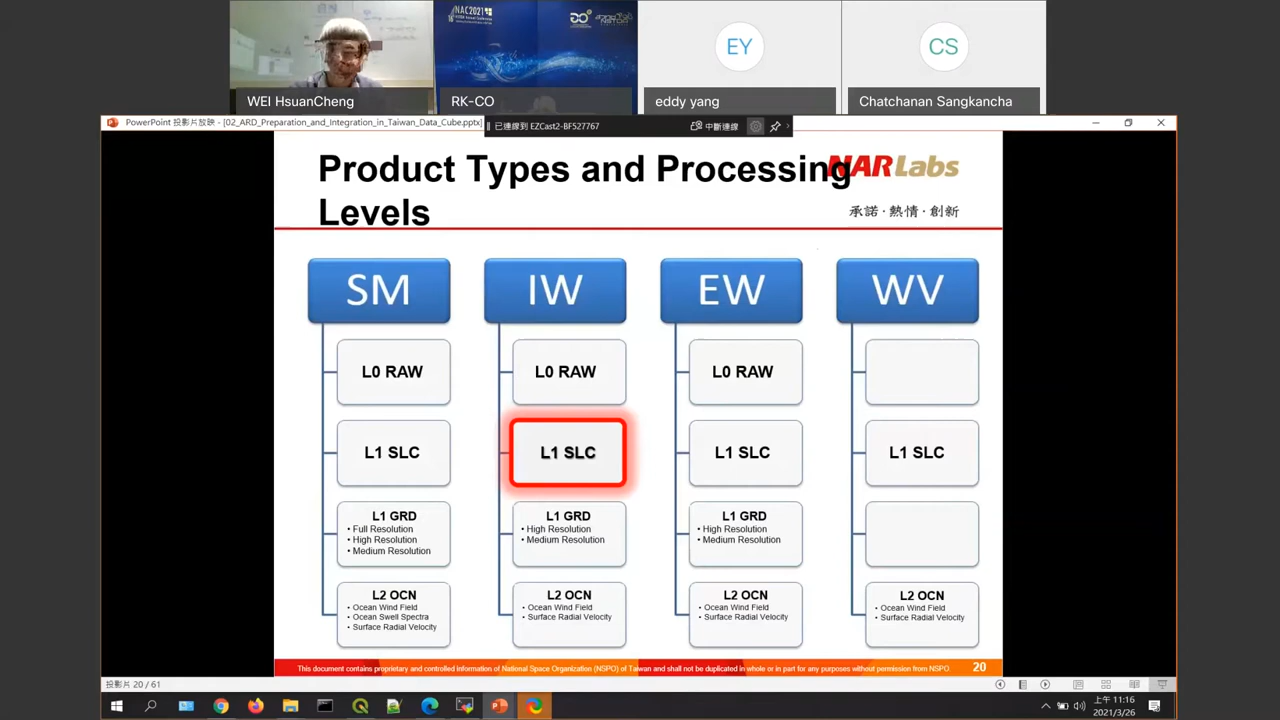 NAC2021
WEI HsuanCheng
RK-CO
EY
eddy yang
CS
Chatchanan Sangkancha
PowerPoint 投影片放映 - [02_ARD_Preparation_and_Integration_in_Taiwan_Data_Cube.pptx]
已連線到 EZCast2-BF527767
中斷連線
Product Types and Processing
Levels
NARLabs
承諾·熱情·創新
SM
IW
EW
WV
L0 RAW
L0 RAW
L0 RAW
L1 SLC
L1 SLC
L1 SLC
L1 SLC
L1 GRD
• Full Resolution
• High Resolution
• Medium Resolution
L1 GRD
• High Resolution
• Medium Resolution
L1 GRD
• High Resolution
• Medium Resolution
L2 OCN
• Ocean Wind Field
• Ocean Swell Spectra
• Surface Radial Velocity
L2 OCN
• Ocean Wind Field
• Surface Radial Velocity
L2 OCN
• Ocean Wind Field
• Surface Radial Velocity
L2 OCN
• Ocean Wind Field
• Surface Radial Velocity
This document contains proprietary and controlled information of National Space Organization (NSPO) of Taiwan and shall not be duplicated in whole or in part for any purposes without permission from NSPO.
20
投影片 20 / 61
上午 11:16
2021/3/26